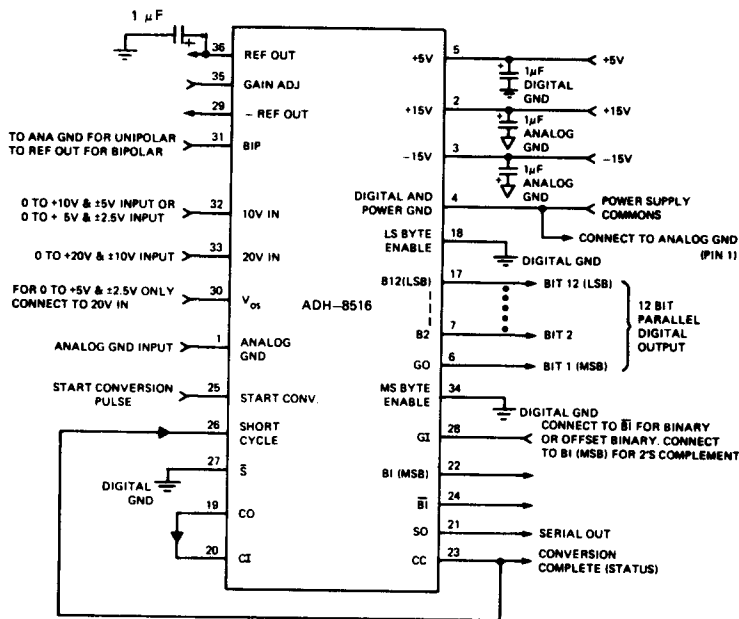 1 μF
36 REF OUT
35 GAIN ADJ
29 – REF OUT
TO ANA GND FOR UNIPOLAR
TO REF OUT FOR BIPOLAR
31 BIP
0 TO +10V & ±5V INPUT OR
0 TO + 5V & ±2.5V INPUT
32 10V IN
0 TO +20V & ±10V INPUT
33 20V IN
FOR 0 TO +5V & ±2.5V ONLY
CONNECT TO 20V IN
30 VOS
ANALOG GND INPUT
1 ANALOG
GND
START CONVERSION
PULSE
25 START CONV.
26 SHORT
CYCLE
27 S̅
DIGITAL
GND
19 CO
20 CI
ADH-8516
+5V 5 +5V
+ 1μF
DIGITAL
GND
+15V 2 +15V
+ 1μF
ANALOG
GND
-15V 3 -15V
+ 1μF
ANALOG
GND
DIGITAL AND
POWER GND
4 POWER SUPPLY
COMMONS
CONNECT TO ANALOG GND
(PIN 1)
LS BYTE
ENABLE
18
DIGITAL GND
B12(LSB) 17 BIT 12 (LSB)
B2 7 BIT 2
GO 6 BIT 1 (MSB)
12 BIT
PARALLEL
DIGITAL
OUTPUT
MS BYTE
ENABLE
34
DIGITAL GND
GI 28
CONNECT TO B̅I̅ FOR BINARY
OR OFFSET BINARY. CONNECT
TO BI (MSB) FOR 2'S COMPLEMENT
BI (MSB) 22
B̅I̅ 24
SO 21 SERIAL OUT
CC 23 CONVERSION
COMPLETE (STATUS)